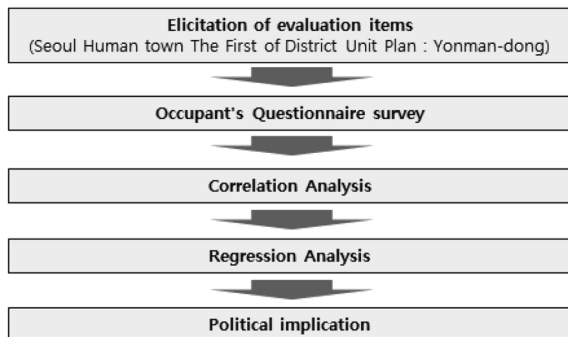 Elicitation of evaluation items
(Seoul Human town The First of District Unit Plan : Yonman-dong)
Occupant's Questionnaire survey
Correlation Analysis
Regression Analysis
Political implication